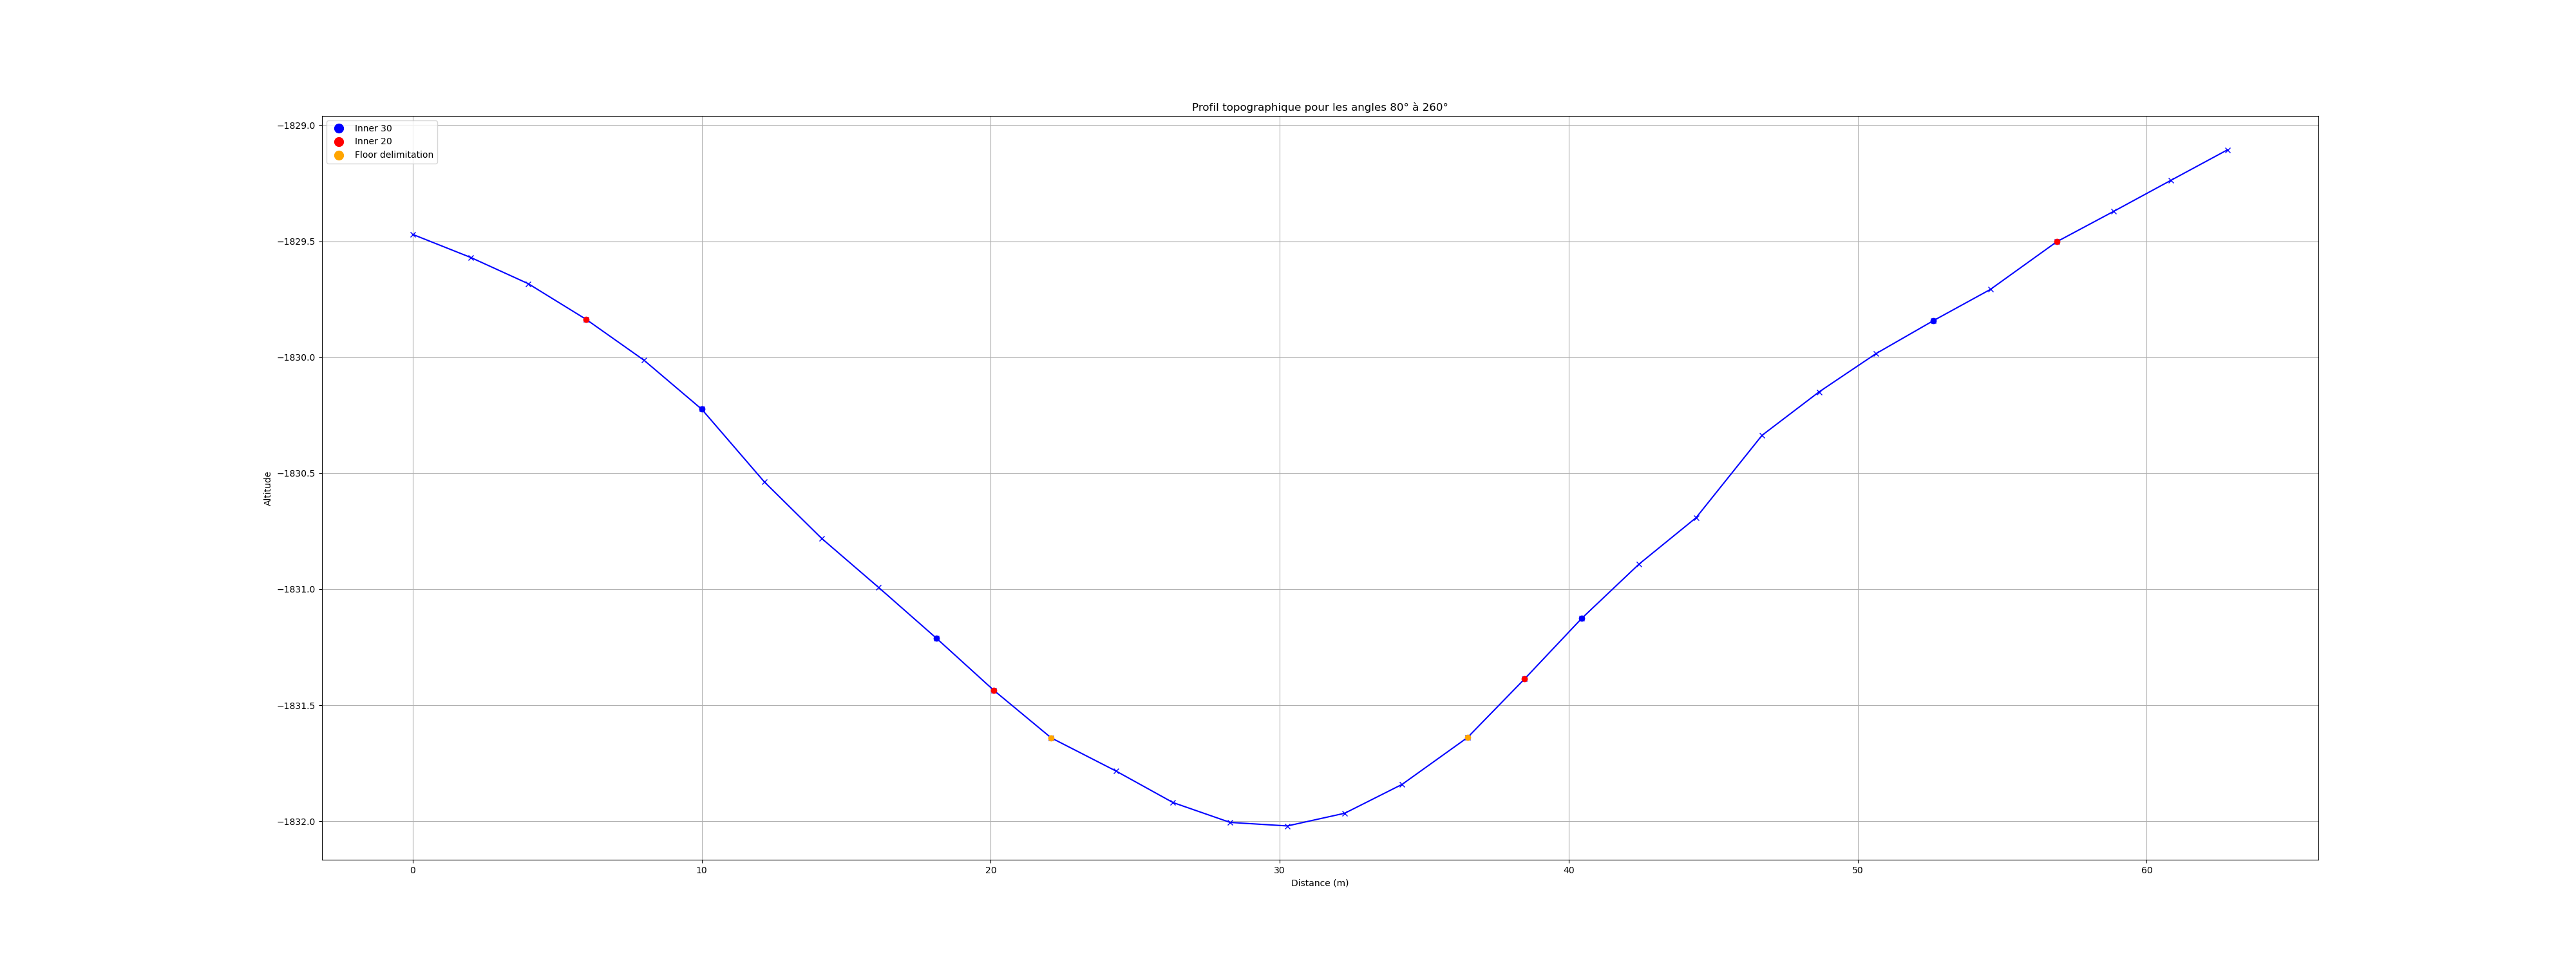 Profil topographique pour les angles 80° à 260°
Inner 30
Inner 20
Floor delimitation
−1829.0
−1829.5
−1830.0
−1830.5
−1831.0
−1831.5
−1832.0
Altitude
0 10 20 30 40 50 60
Distance (m)